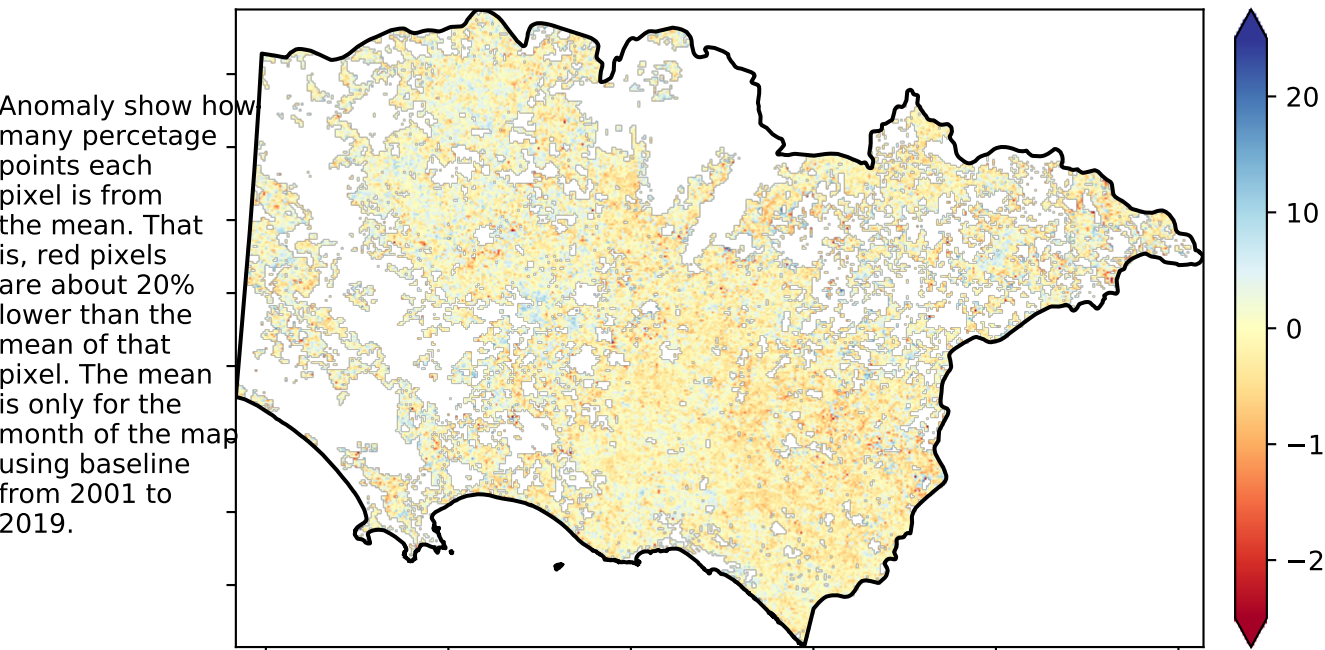 Anomaly show how
many percetage
points each
pixel is from
the mean. That
is, red pixels
are about 20%
lower than the
mean of that
pixel. The mean
is only for the
month of the map
using baseline
from 2001 to
2019.
20
10
0
−1
−2